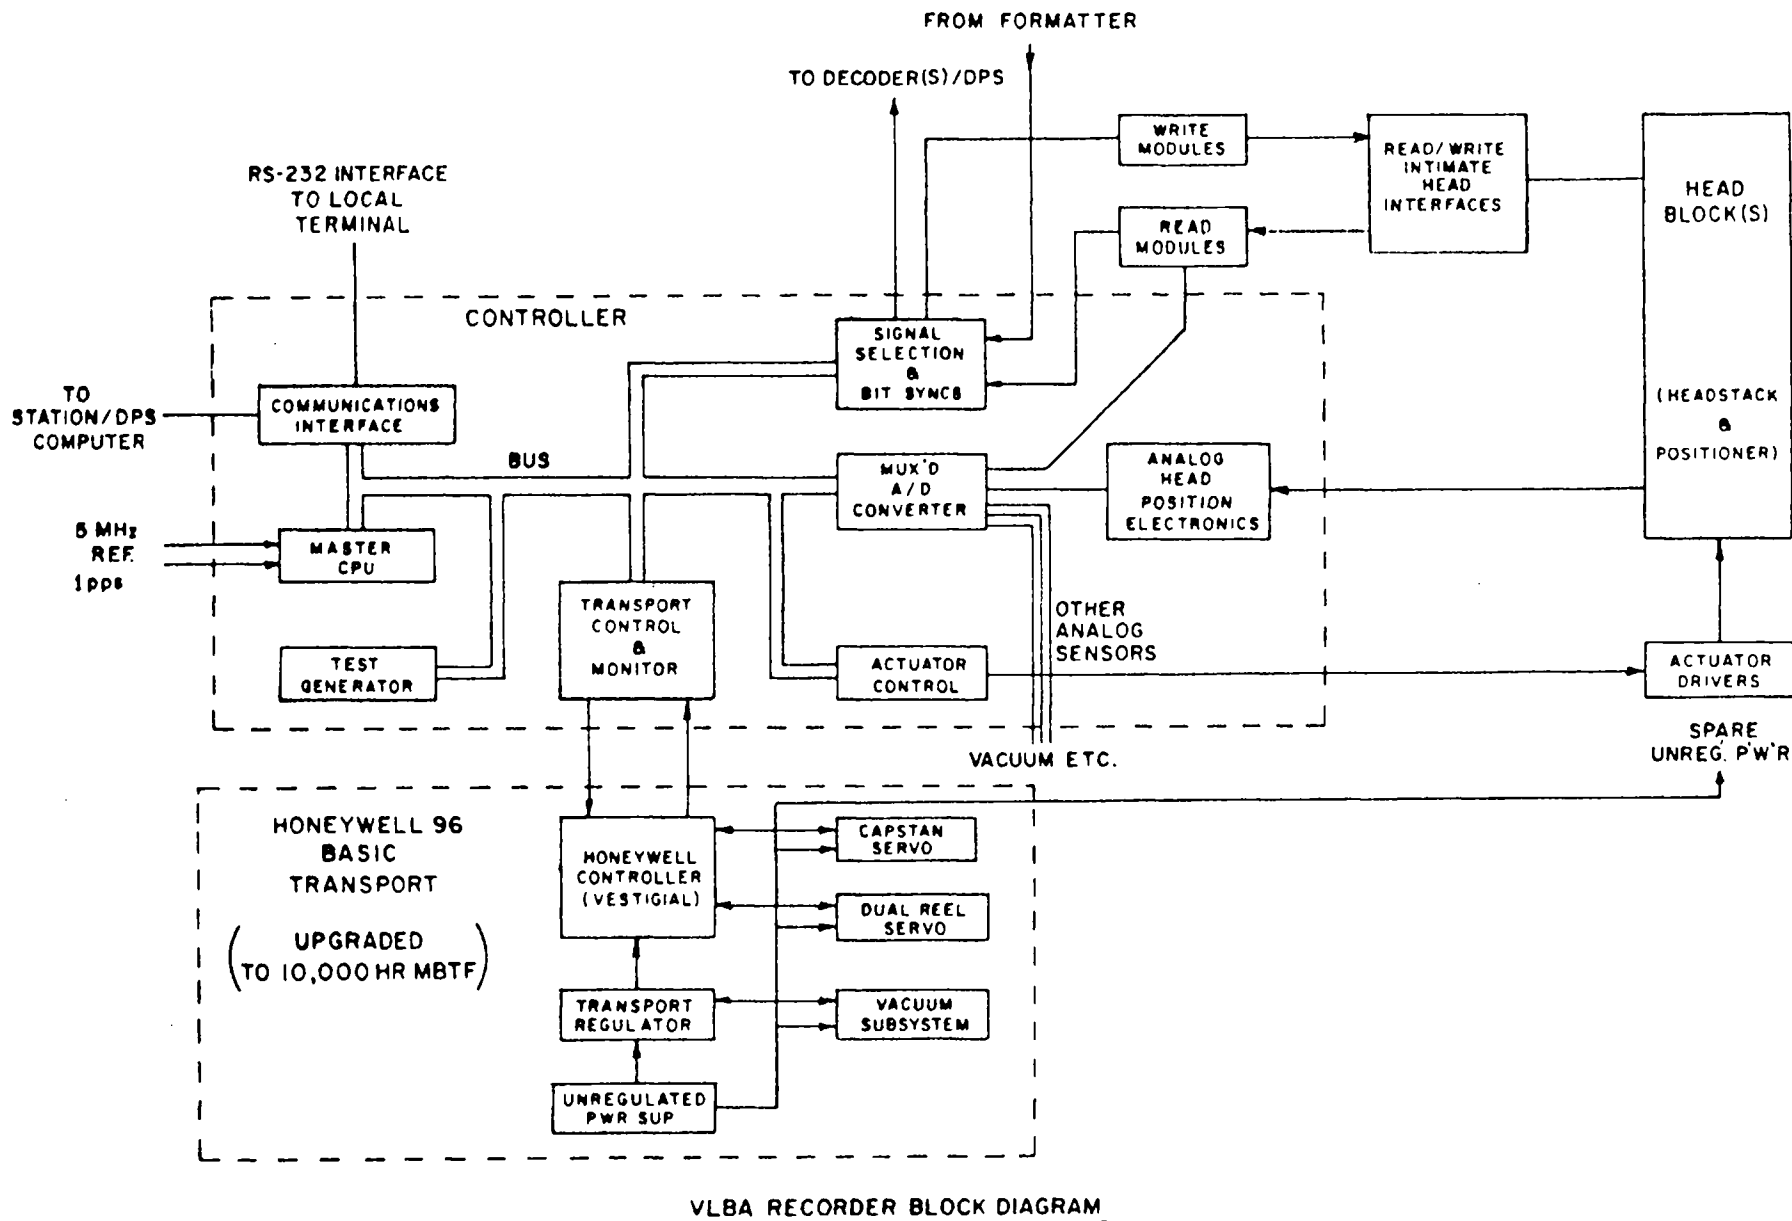 FROM FORMATTER
TO DECODER(S)/DPS
WRITE
MODULES
READ/WRITE
INTIMATE
HEAD
INTERFACES
HEAD
BLOCK(S)
(HEADSTACK
&
POSITIONER)
READ
MODULES
RS-232 INTERFACE
TO LOCAL
TERMINAL
CONTROLLER
SIGNAL
SELECTION
&
BIT SYNCS
TO
STATION/DPS
COMPUTER
COMMUNICATIONS
INTERFACE
BUS
MUX'D
A/D
CONVERTER
ANALOG
HEAD
POSITION
ELECTRONICS
5 MHz
REF.
1pps
MASTER
CPU
TRANSPORT
CONTROL
&
MONITOR
OTHER
ANALOG
SENSORS
TEST
GENERATOR
ACTUATOR
CONTROL
ACTUATOR
DRIVERS
SPARE
UNREG. P'W'R
VACUUM ETC.
HONEYWELL 96
BASIC
TRANSPORT
(UPGRADED
TO 10,000 HR MBTF)
HONEYWELL
CONTROLLER
(VESTIGIAL)
CAPSTAN
SERVO
DUAL REEL
SERVO
TRANSPORT
REGULATOR
VACUUM
SUBSYSTEM
UNREGULATED
PWR SUP
VLBA RECORDER BLOCK DIAGRAM